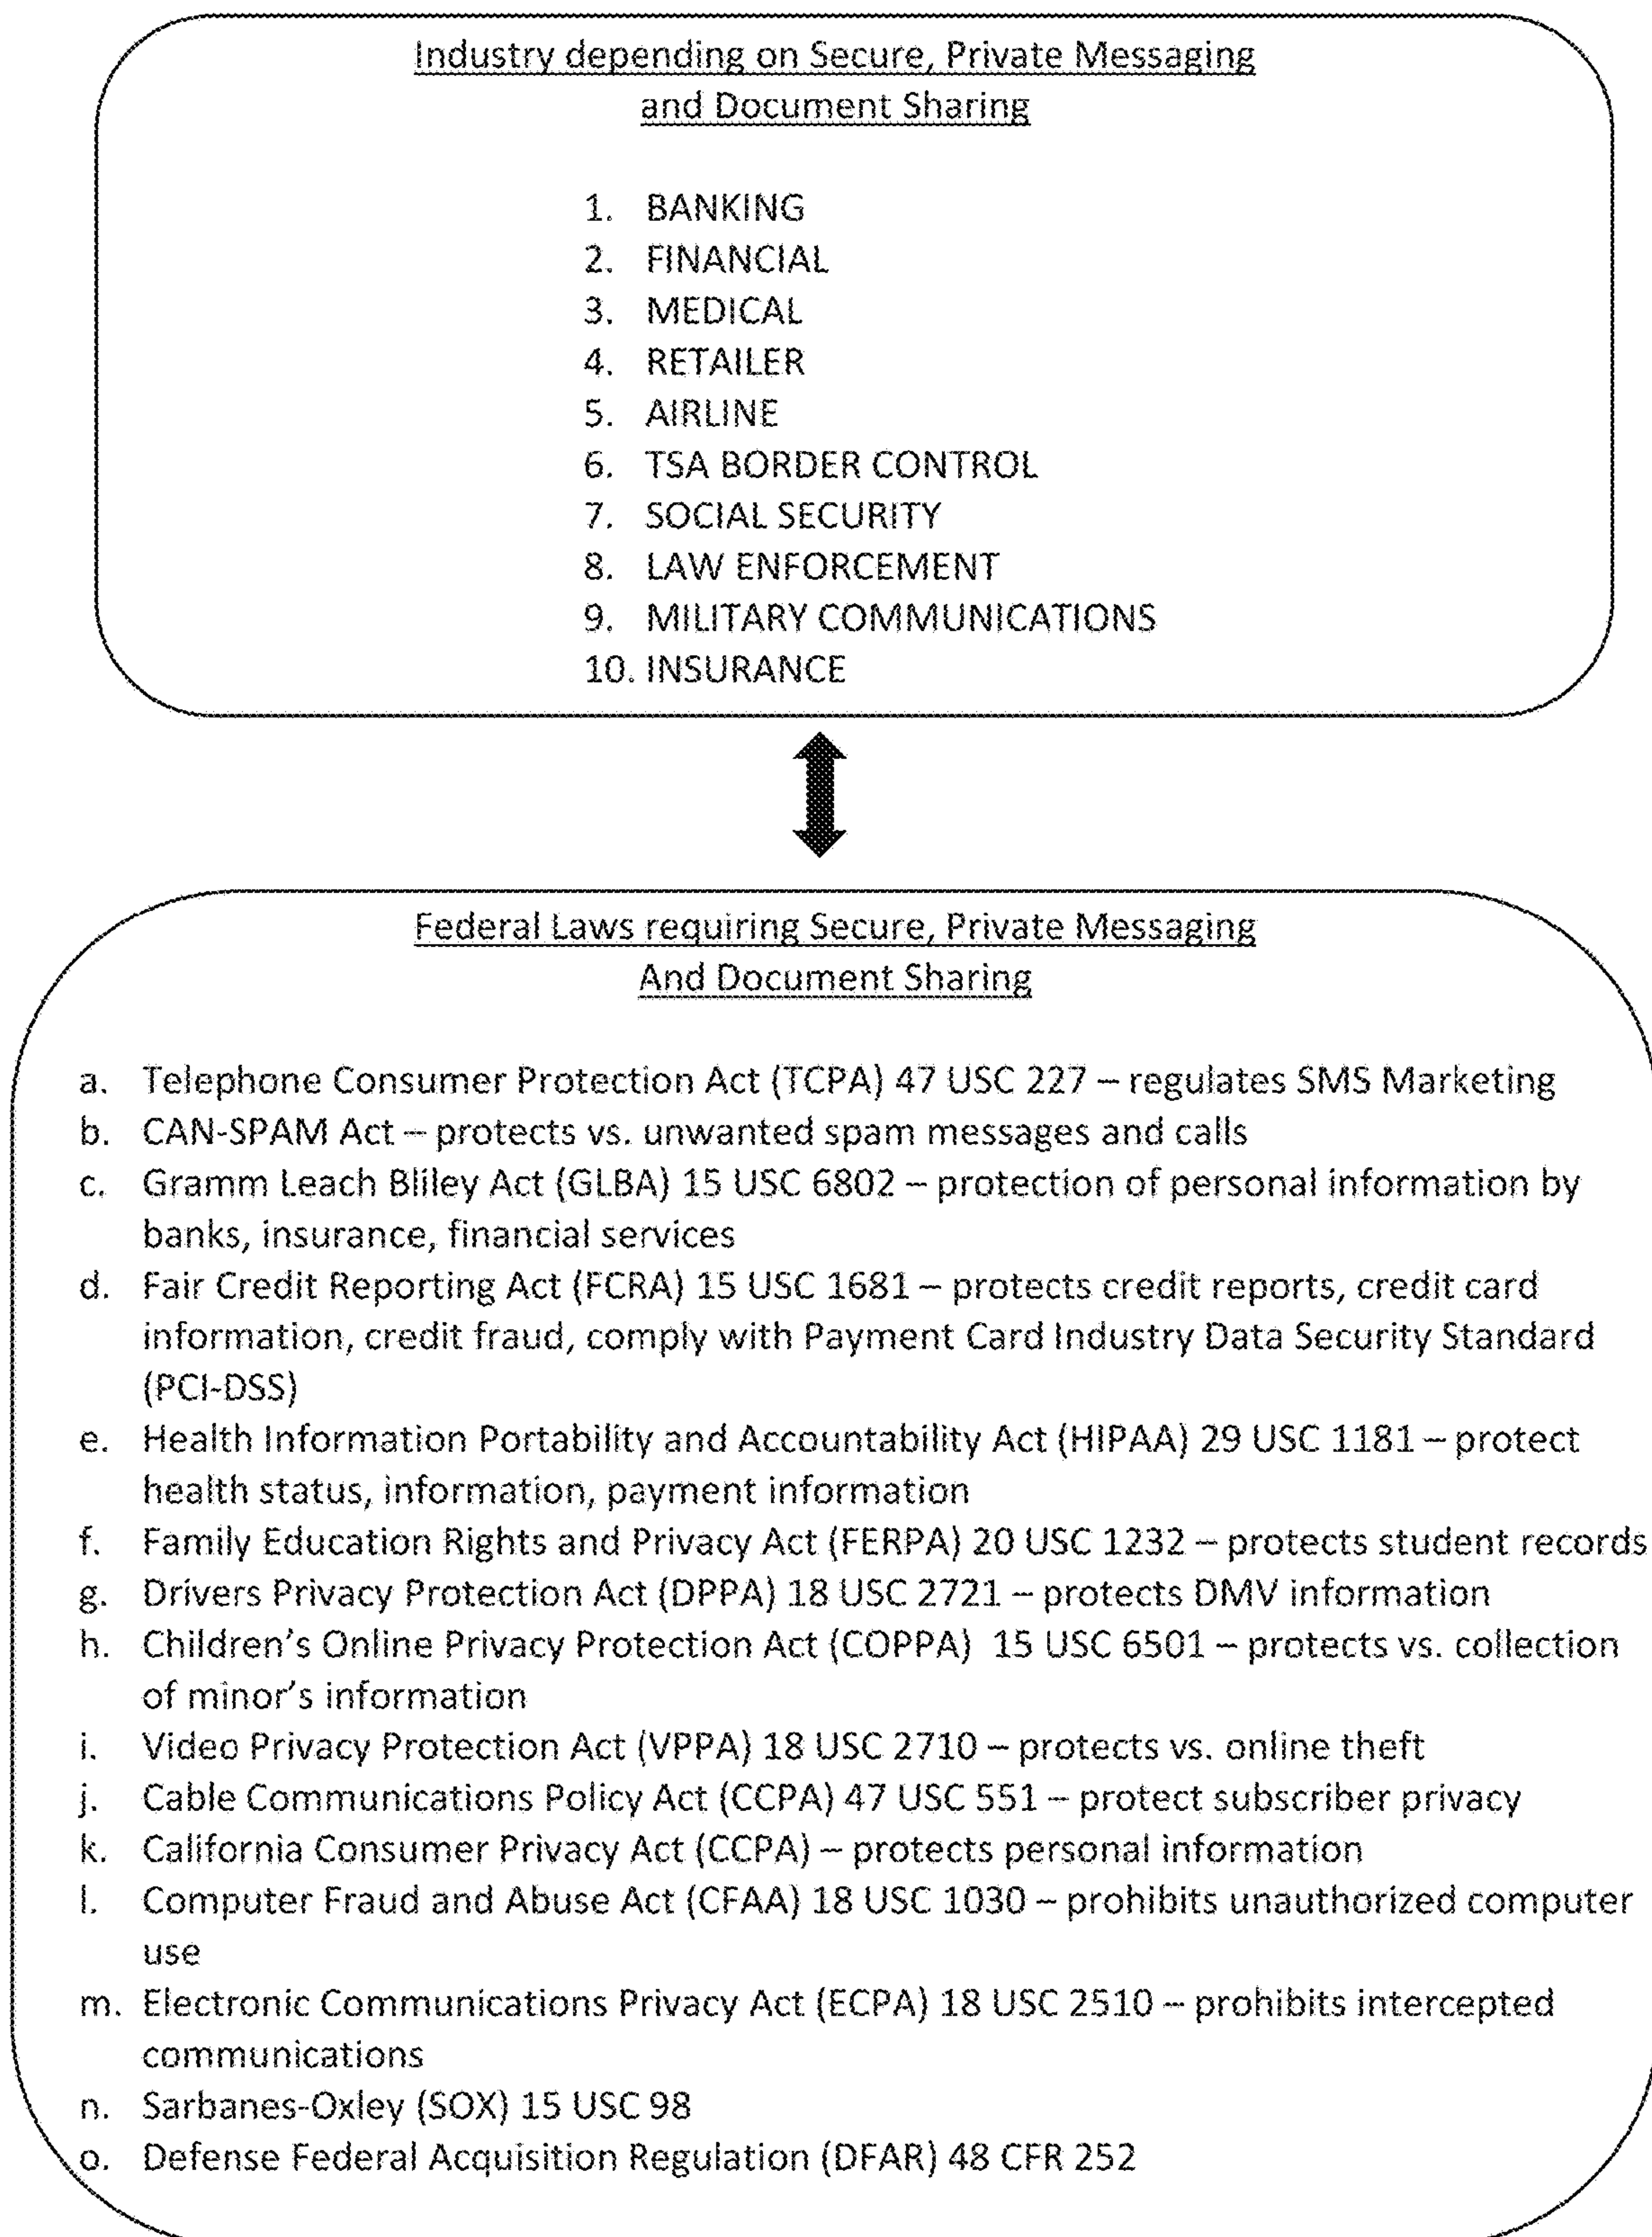 Industry depending on Secure, Private Messaging
and Document Sharing
1. BANKING
2. FINANCIAL
3. MEDICAL
4. RETAILER
5. AIRLINE
6. TSA BORDER CONTROL
7. SOCIAL SECURITY
8. LAW ENFORCEMENT
9. MILITARY COMMUNICATIONS
10. INSURANCE
Federal Laws requiring Secure, Private Messaging
And Document Sharing
a. Telephone Consumer Protection Act (TCPA) 47 USC 227 – regulates SMS Marketing
b. CAN-SPAM Act – protects vs. unwanted spam messages and calls
c. Gramm Leach Bliley Act (GLBA) 15 USC 6802 – protection of personal information by
banks, insurance, financial services
d. Fair Credit Reporting Act (FCRA) 15 USC 1681 – protects credit reports, credit card
information, credit fraud, comply with Payment Card Industry Data Security Standard
(PCI-DSS)
e. Health Information Portability and Accountability Act (HIPAA) 29 USC 1181 – protect
health status, information, payment information
f. Family Education Rights and Privacy Act (FERPA) 20 USC 1232 – protects student records
g. Drivers Privacy Protection Act (DPPA) 18 USC 2721 – protects DMV information
h. Children's Online Privacy Protection Act (COPPA) 15 USC 6501 – protects vs. collection
of minor's information
i. Video Privacy Protection Act (VPPA) 18 USC 2710 – protects vs. online theft
j. Cable Communications Policy Act (CCPA) 47 USC 551 – protect subscriber privacy
k. California Consumer Privacy Act (CCPA) – protects personal information
l. Computer Fraud and Abuse Act (CFAA) 18 USC 1030 – prohibits unauthorized computer
use
m. Electronic Communications Privacy Act (ECPA) 18 USC 2510 – prohibits intercepted
communications
n. Sarbanes-Oxley (SOX) 15 USC 98
o. Defense Federal Acquisition Regulation (DFAR) 48 CFR 252